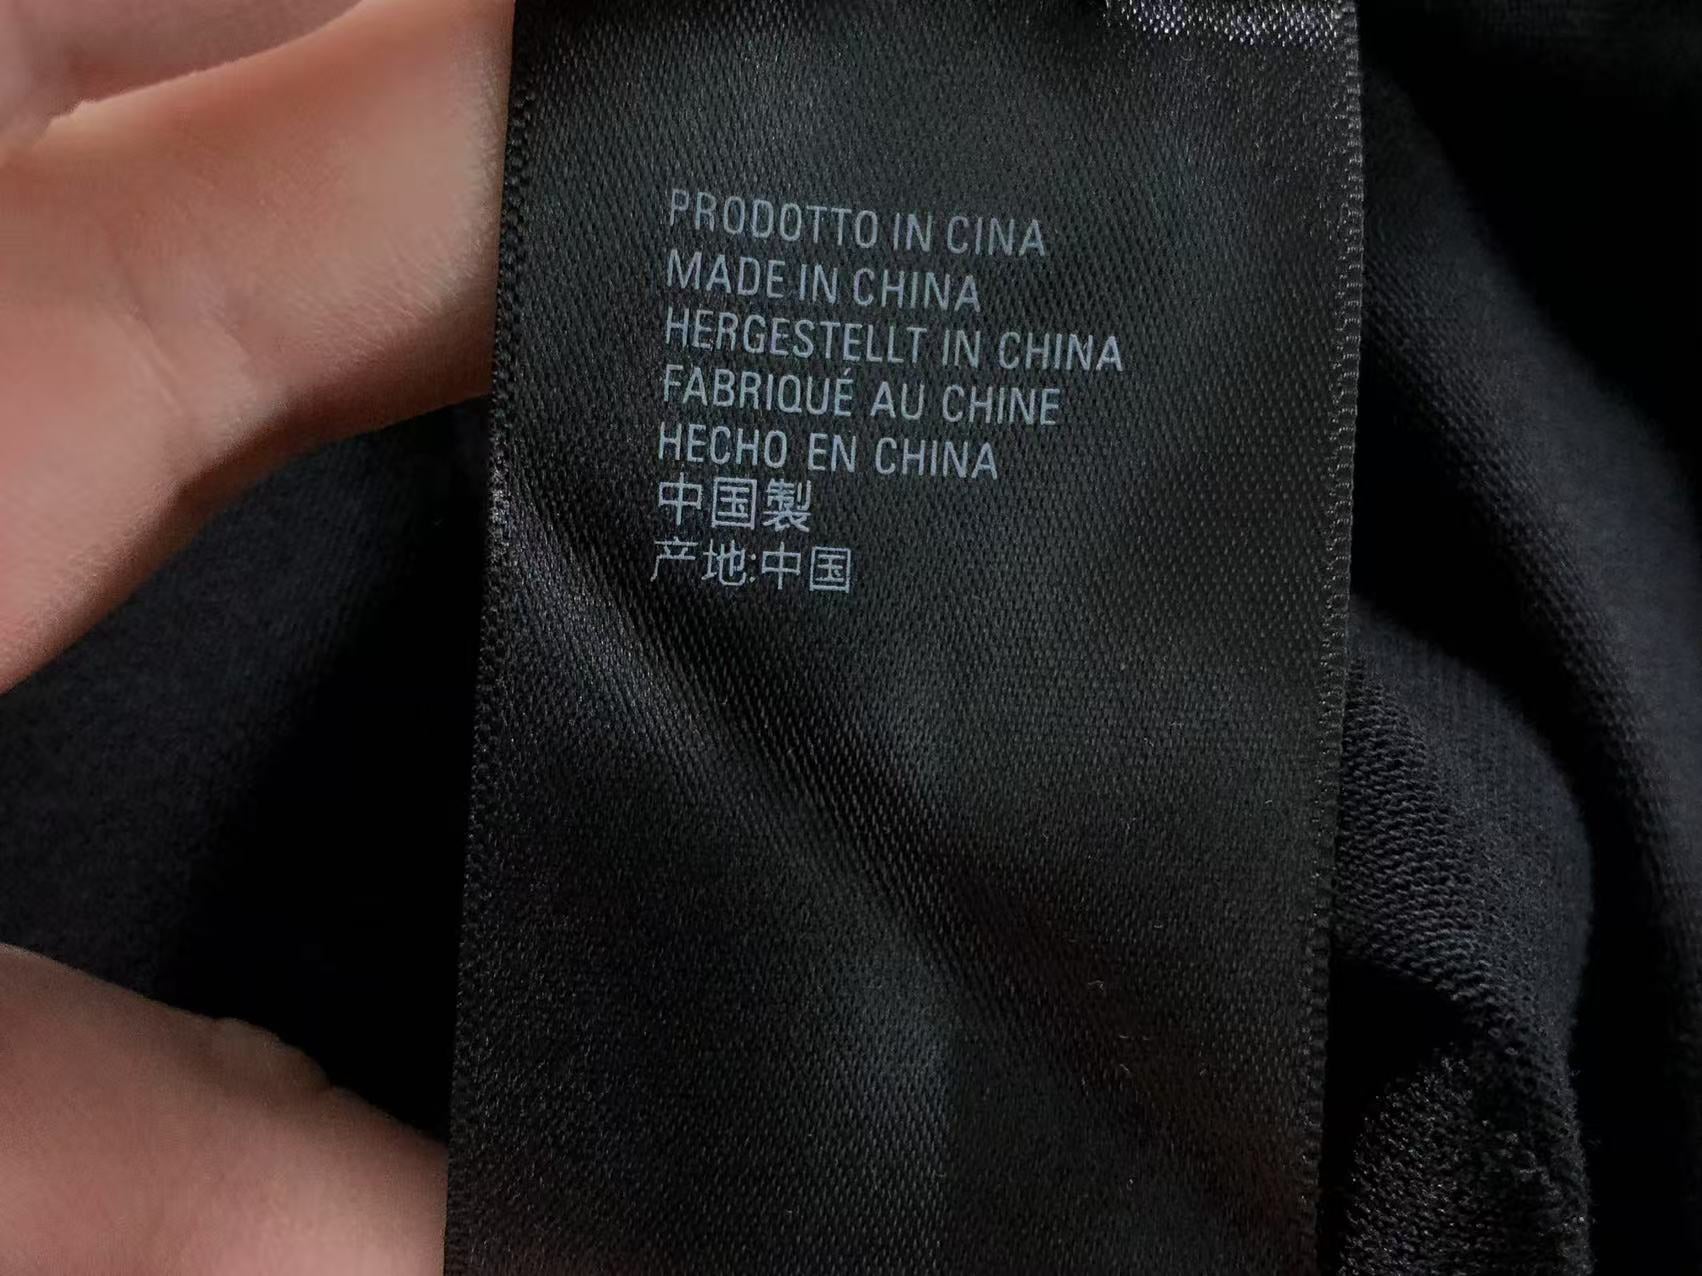 PRODOTTO IN CINA
MADE IN CHINA
HERGESTELLT IN CHINA
FABRIQUÉ AU CHINE
HECHO EN CHINA
中国製
产地:中国